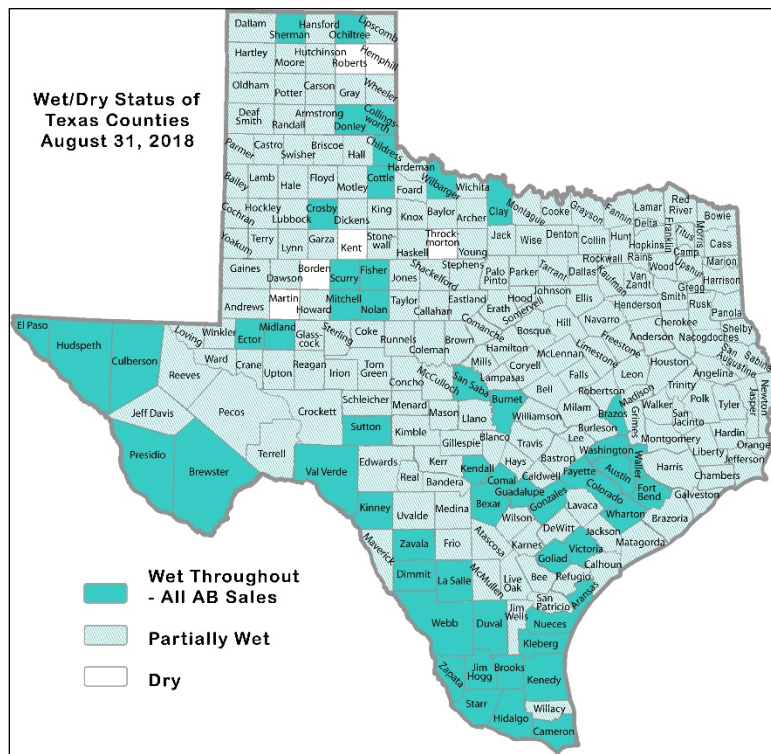 Dallam
Sherman
Hansford
Ochiltree
Lipscomb
Hartley
Moore
Hutchinson
Roberts
Hemphill
Oldham
Potter
Carson
Gray
Wheeler
Wet/Dry Status of
Texas Counties
August 31, 2018
Deaf
Smith
Randall
Armstrong
Donley
Collings-
worth
Parmer
Castro
Swisher
Briscoe
Hall
Childress
Bailey
Lamb
Hale
Floyd
Motley
Cottle
Hardeman
Foard
Wilbarger
Wichita
Clay
Montague
Cooke
Grayson
Fannin
Lamar
Red
River
Bowie
Cochran
Hockley
Lubbock
Crosby
Dickens
King
Knox
Baylor
Archer
Jack
Wise
Denton
Collin
Hunt
Delta
Hopkins
Franklin
Titus
Camp
Morris
Cass
Marion
Yoakum
Terry
Lynn
Garza
Kent
Stone-
wall
Haskell
Throck
morton
Young
Rockwall
Rains
Wood
Upshur
Harrison
Gaines
Dawson
Borden
Scurry
Fisher
Jones
Shackelford
Stephens
Palo
Pinto
Parker
Tarrant
Dallas
Kaufman
Van
Zandt
Smith
Gregg
Rusk
Panola
Andrews
Martin
Howard
Mitchell
Nolan
Taylor
Callahan
Eastland
Erath
Hood
Somervell
Johnson
Ellis
Navarro
Henderson
Cherokee
Shelby
El Paso
Hudspeth
Culberson
Loving
Winkler
Ector
Midland
Glass-
cock
Sterling
Coke
Runnels
Coleman
Brown
Comanche
Hamilton
Bosque
Hill
Freestone
Anderson
Nacogdoches
San
Augustine
Sabine
Reeves
Ward
Crane
Upton
Reagan
Irion
Tom
Green
Concho
McCulloch
Mills
Lampasas
Coryell
McLennan
Limestone
Falls
Leon
Houston
Angelina
Jeff Davis
Pecos
Crockett
Schleicher
Menard
Mason
San Saba
Llano
Burnet
Bell
Williamson
Milam
Robertson
Brazos
Madison
Grimes
Walker
Trinity
Polk
San
Jacinto
Tyler
Jasper
Newton
Presidio
Brewster
Terrell
Sutton
Kimble
Gillespie
Blanco
Travis
Lee
Burleson
Washington
Montgomery
Liberty
Hardin
Orange
Jefferson
Val Verde
Edwards
Real
Kerr
Bandera
Kendall
Comal
Hays
Caldwell
Bastrop
Fayette
Austin
Waller
Harris
Chambers
Kinney
Uvalde
Medina
Bexar
Guadalupe
Gonzales
Colorado
Fort
Bend
Galveston
Wharton
Brazoria
Maverick
Zavala
Frio
Atascosa
Wilson
Karnes
DeWitt
Lavaca
Jackson
Matagorda
Dimmit
La Salle
McMullen
Live
Oak
Bee
Goliad
Victoria
Calhoun
Refugio
Aransas
San
Patricio
Webb
Duval
Jim
Wells
Nueces
Kleberg
Zapata
Jim
Hogg
Brooks
Kenedy
Starr
Hidalgo
Willacy
Cameron
Wet Throughout
- All AB Sales
Partially Wet
Dry